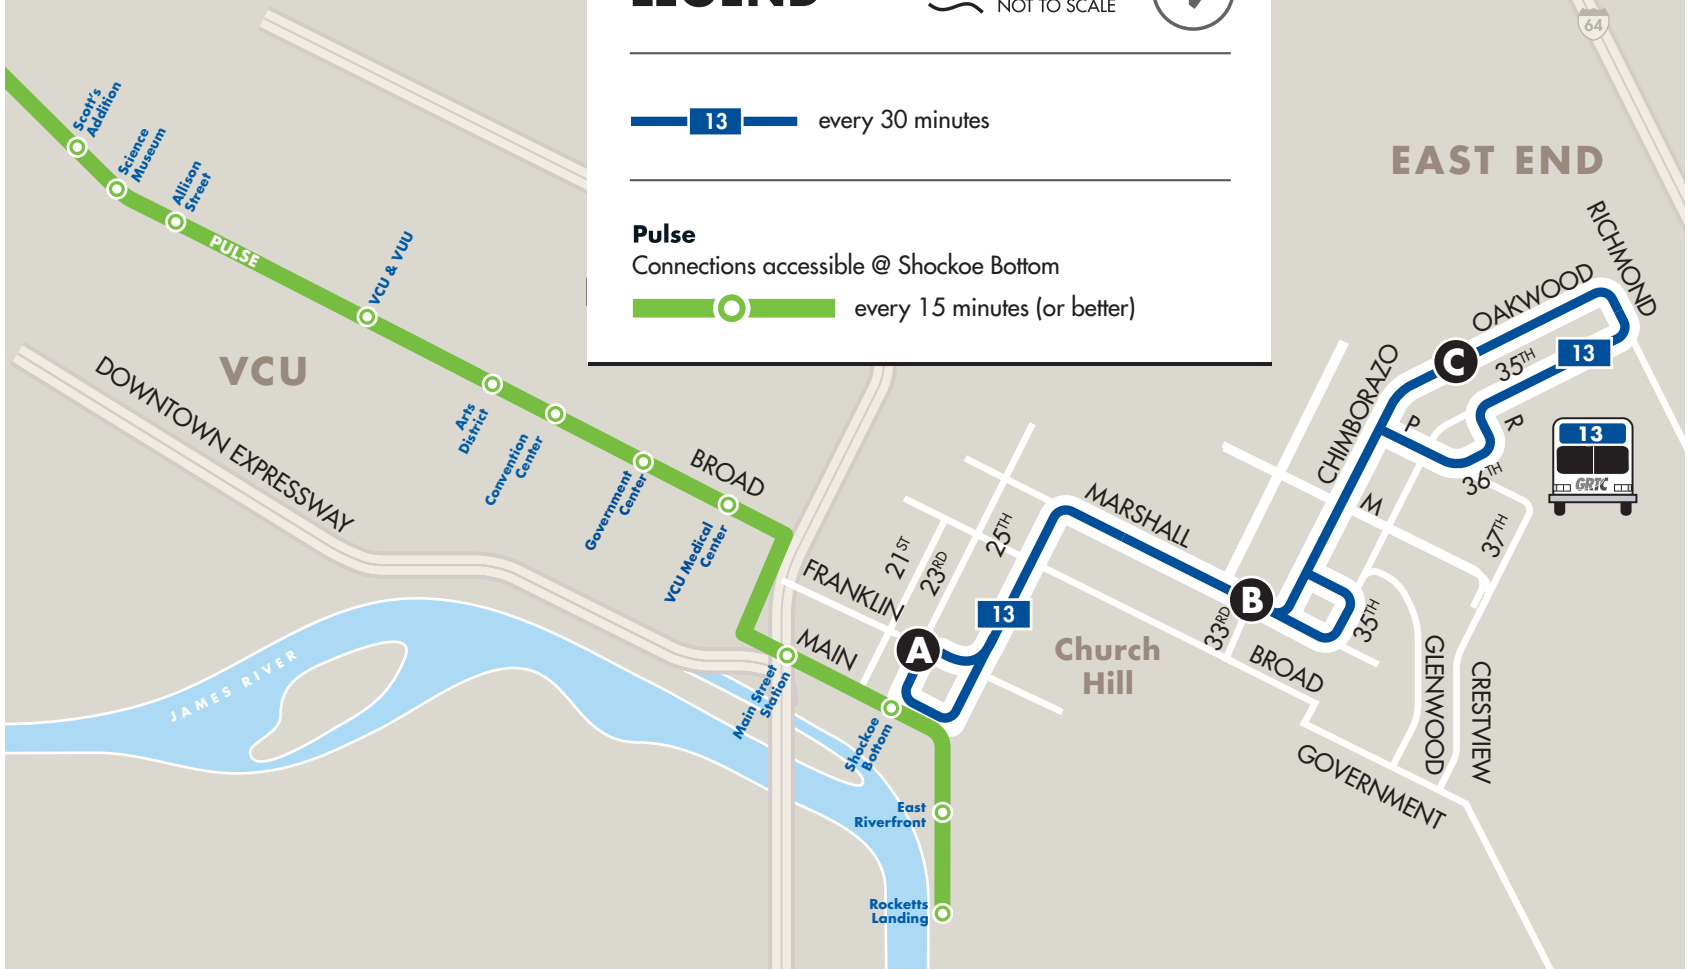 LEGEND
NOT TO SCALE
64
13
every 30 minutes
Pulse
Connections accessible @ Shockoe Bottom
every 15 minutes (or better)
EAST END
Scott's
Addition
Science
Museum
Allison
Street
PULSE
VCU & VUU
VCU
DOWNTOWN EXPRESSWAY
Arts
District
Convention
Center
Government
Center
VCU Medical
Center
BROAD
FRANKLIN
MAIN
Main Street
Station
Shockoe
Bottom
East
Riverfront
Rocketts
Landing
JAMES RIVER
21ST
23RD
25TH
A
13
Church
Hill
MARSHALL
33RD
B
BROAD
35TH
GLENWOOD
CRESTVIEW
GOVERNMENT
CHIMBORAZO
P
M
R
36TH
37TH
C
OAKWOOD
35TH
13
RICHMOND
13
GRTC